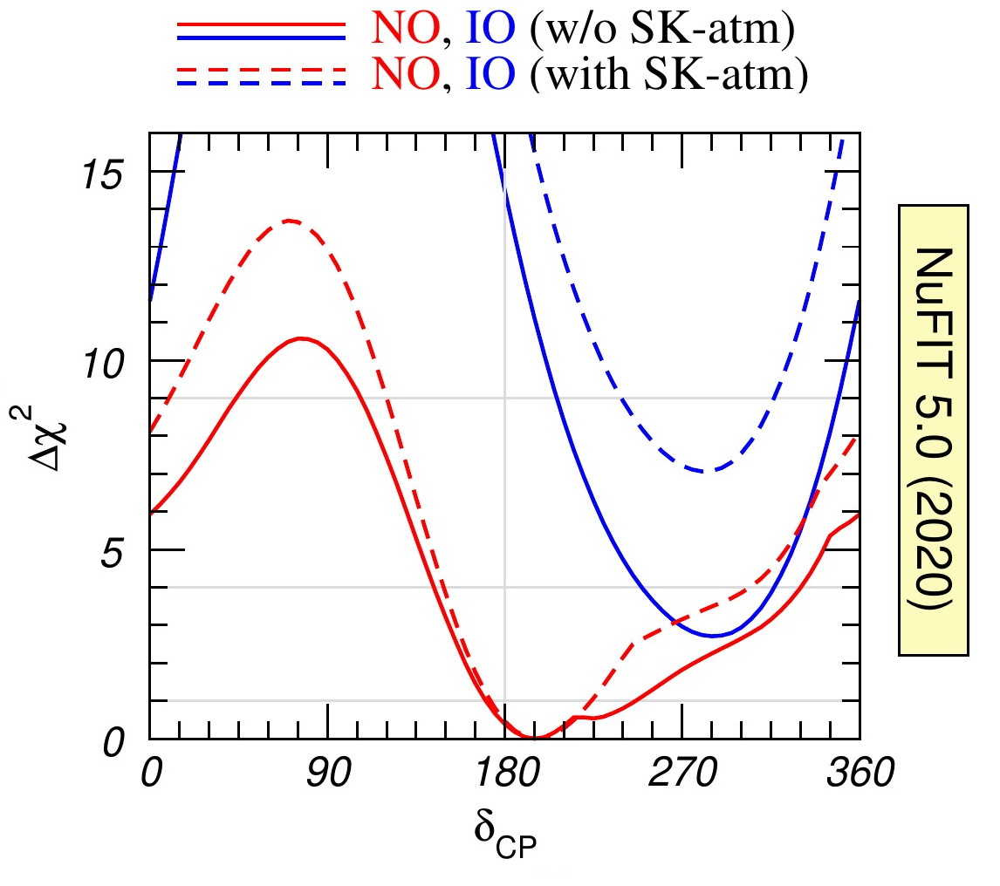 NO, IO (w/o SK-atm)
NO, IO (with SK-atm)
15
10
5
0
Δχ²
0 90 180 270 360
δCP
NuFIT 5.0 (2020)